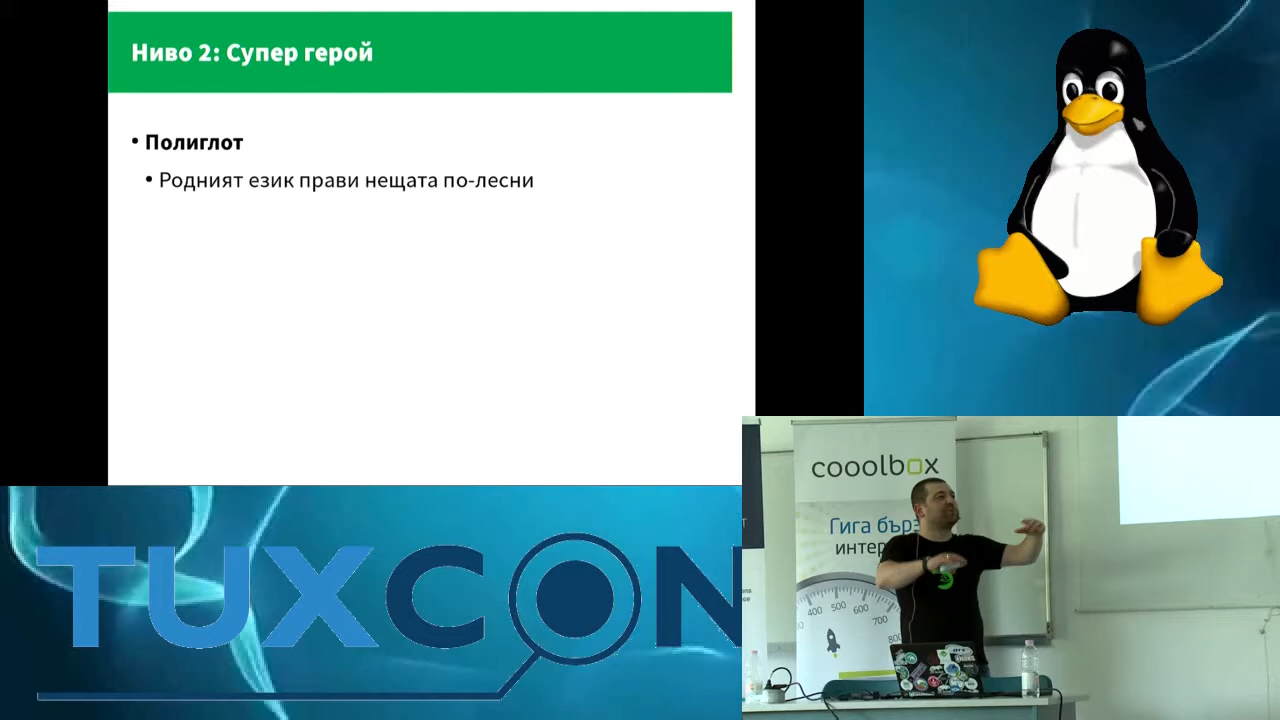 Ниво 2: Супер герой
• Полиглот
• Родният език прави нещата по-лесни
TUXCON
cooolbox
Гига бърз
интер
400 500 600
700
800